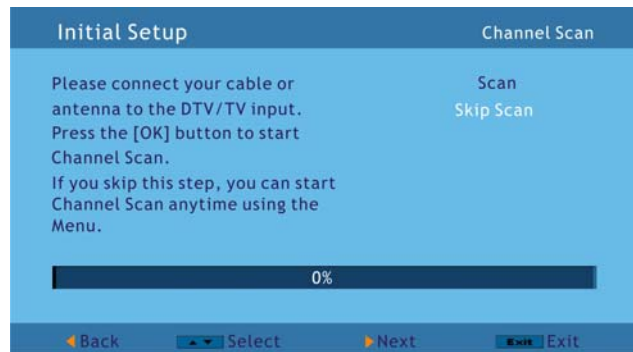 Initial Setup Channel Scan
Please connect your cable or
antenna to the DTV/TV input.
Press the [OK] button to start
Channel Scan.
If you skip this step, you can start
Channel Scan anytime using the
Menu.
Scan
Skip Scan
0%
Back Select Next Exit Exit